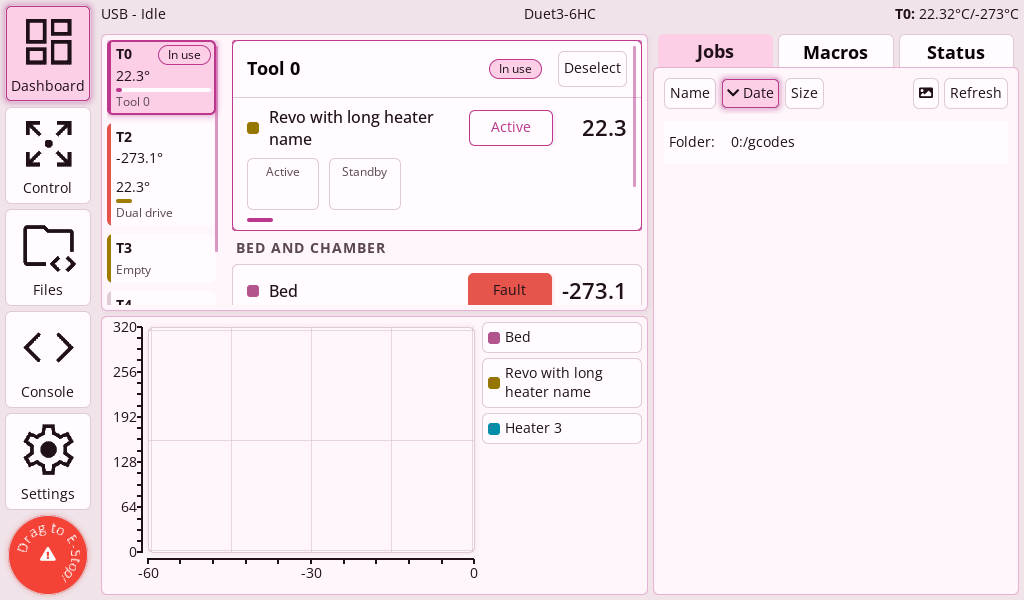 USB - Idle
Duet3-6HC
T0: 22.32°C/-273°C
Dashboard
Control
Files
Console
Settings
Drag to E-Stop!
T0
In use
22.3°
Tool 0
T2
-273.1°
22.3°
Dual drive
T3
Empty
T4
Tool 0
In use
Deselect
Revo with long heater
name
Active
22.3
Active
Standby
BED AND CHAMBER
Bed
Fault
-273.1
320
256
192
128
64
0
-60
-30
0
Bed
Revo with long
heater name
Heater 3
Jobs
Macros
Status
Name
Date
Size
Refresh
Folder: 0:/gcodes